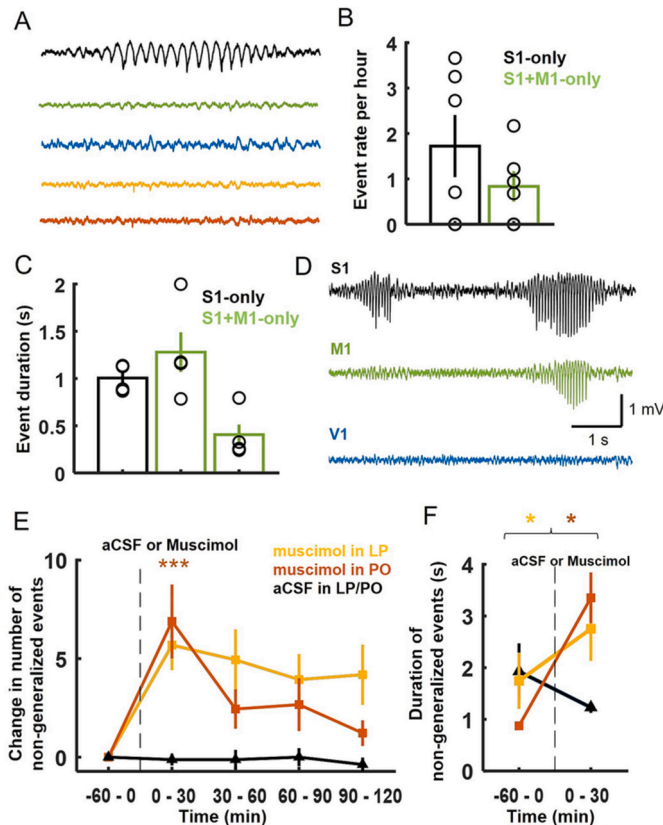 A
B
Event rate per hour
4
3
2
1
0
S1-only
S1+M1-only
C
Event duration (s)
2
1.5
1
0.5
0
S1-only
S1+M1-only
D
S1
M1
V1
1 mV
1 s
E
Change in number of
non-generalized events
10
5
0
aCSF or Muscimol
***
muscimol in LP
muscimol in PO
aCSF in LP/PO
-60 - 0
0 - 30
30 - 60
60 - 90
90 - 120
Time (min)
F
* *
aCSF or Muscimol
Duration of
non-generalized events (s)
4
3
2
1
0
-60 - 0
0 - 30
Time (min)